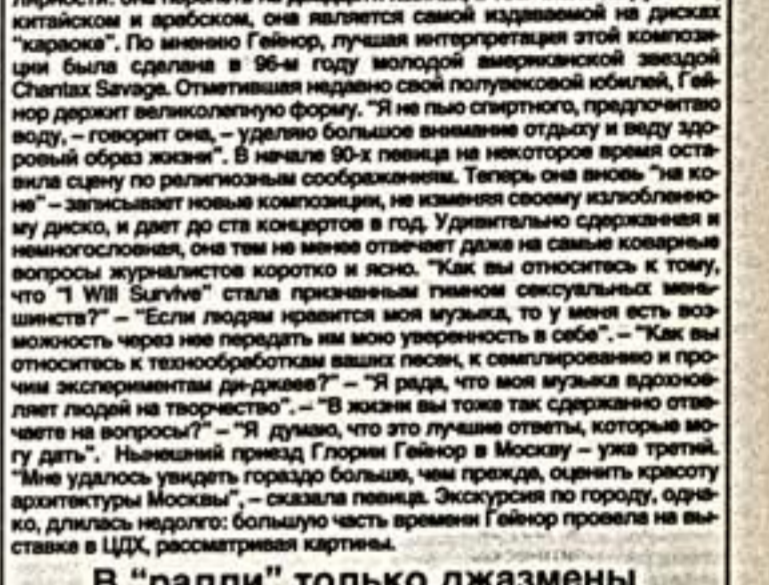 китайском и арабском, она является самой издаваемой на дисках
"караоке". По мнению Гейнор, лучшая интерпретация этой компози-
ции была сделана в 96-м году молодой американской звездой
Chantax Savage. Отметившая недавно свой полувековой юбилей, Гей-
нор держит великолепную форму. "Я не пью спиртного, предпочитаю
воду, – говорит она, – уделяю большое внимание отдыху и веду здо-
ровый образ жизни". В начале 90-х певица на некоторое время оста-
вила сцену по религиозным соображениям. Теперь она вновь "на ко-
не" – записывает новые композиции, не изменяя своему излюбленно-
му диско, и дает до ста концертов в год. Удивительно сдержанная и
немногословная, она тем не менее отвечает даже на самые коварные
вопросы журналистов коротко и ясно. "Как вы относитесь к тому,
что "I Will Survive" стала признанным гимном сексуальных мень-
шинств?" – "Если людям нравится моя музыка, то у меня есть воз-
можность через нее передать им мою уверенность в себе". – "Как вы
относитесь к технообработкам ваших песен, к семплированию и про-
чим экспериментам ди-джеев?" – "Я рада, что моя музыка вдохнов-
ляет людей на творчество". – "В жизни вы тоже так сдержанно отве-
чаете на вопросы?" – "Я думаю, что это лучшие ответы, которые мо-
гу дать". Нынешний приезд Глории Гейнор в Москву – уже третий.
"Мне удалось увидеть гораздо больше, чем прежде, оценить красоту
архитектуры Москвы", – сказала певица. Экскурсия по городу, одна-
ко, длилась недолго: большую часть времени Гейнор провела на вы-
ставке в ЦДХ, рассматривая картины.
В "ралли" только джазмены